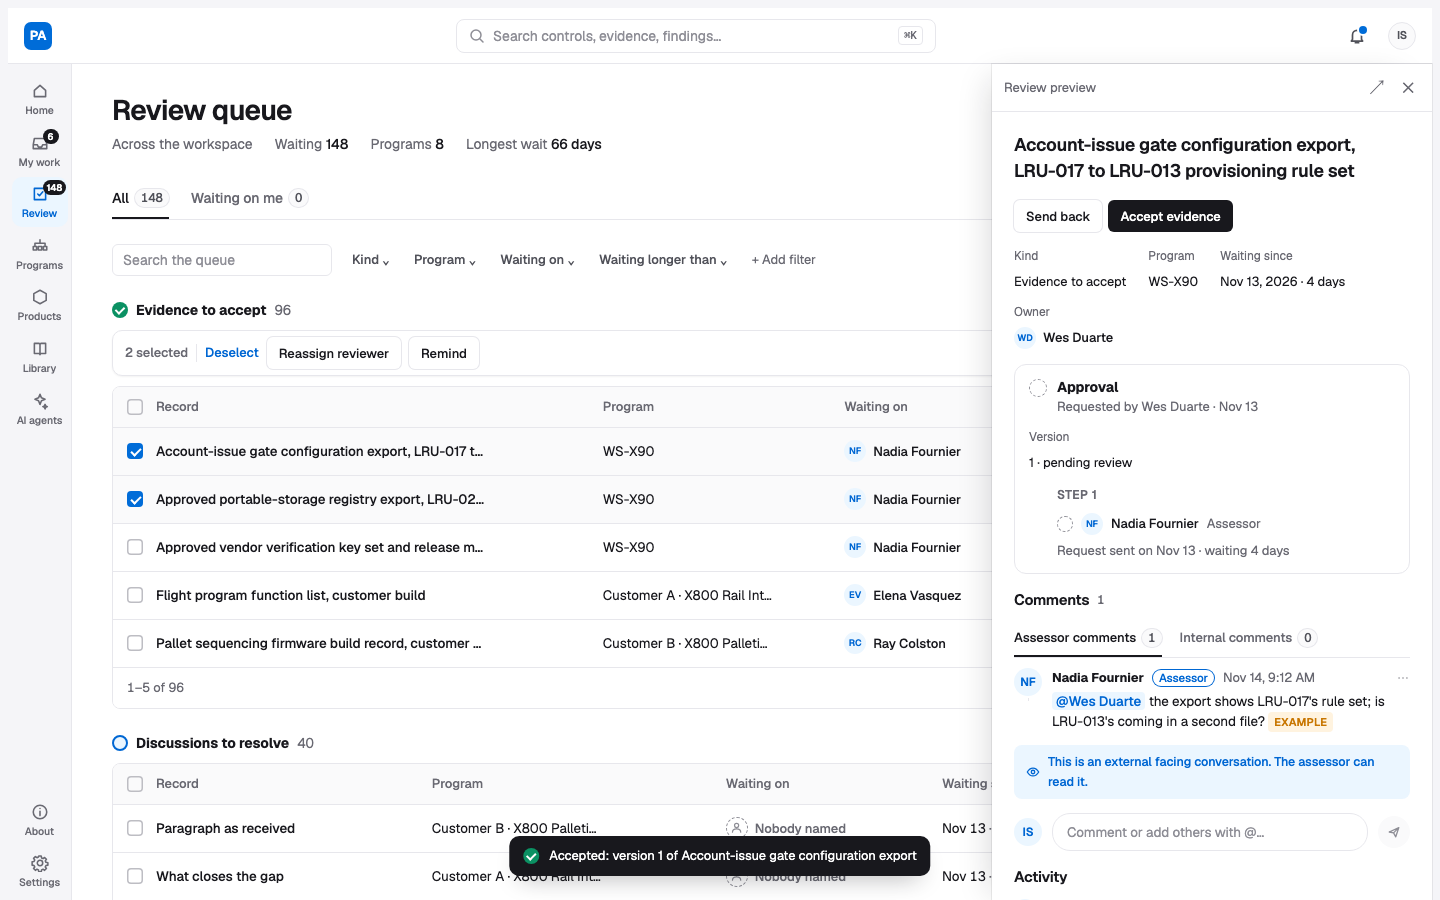 PA
Search controls, evidence, findings...
⌘K
IS
Home
6
My work
148
Review
Programs
Products
Library
AI agents
About
Settings
Review queue
Across the workspace Waiting 148 Programs 8 Longest wait 66 days
All 148 Waiting on me 0
Search the queue Kind Program Waiting on Waiting longer than + Add filter
Evidence to accept 96
2 selected Deselect Reassign reviewer Remind
Record Program Waiting on
Account-issue gate configuration export, LRU-017 t... WS-X90 NF Nadia Fournier
Approved portable-storage registry export, LRU-02... WS-X90 NF Nadia Fournier
Approved vendor verification key set and release m... WS-X90 NF Nadia Fournier
Flight program function list, customer build Customer A · X800 Rail Int... EV Elena Vasquez
Pallet sequencing firmware build record, customer ... Customer B · X800 Palleti... RC Ray Colston
1–5 of 96
Discussions to resolve 40
Record Program Waiting on Waiting
Paragraph as received Customer B · X800 Palleti... Nobody named Nov 13 ·
What closes the gap Customer A · X800 Rail Int... Nobody named Nov 13 ·
Accepted: version 1 of Account-issue gate configuration export
Review preview
Account-issue gate configuration export,
LRU-017 to LRU-013 provisioning rule set
Send back Accept evidence
Kind Program Waiting since
Evidence to accept WS-X90 Nov 13, 2026 · 4 days
Owner
WD Wes Duarte
Approval
Requested by Wes Duarte · Nov 13
Version
1 · pending review
STEP 1
NF Nadia Fournier Assessor
Request sent on Nov 13 · waiting 4 days
Comments 1
Assessor comments 1 Internal comments 0
NF Nadia Fournier Assessor Nov 14, 9:12 AM
@Wes Duarte the export shows LRU-017's rule set; is
LRU-013's coming in a second file? EXAMPLE
This is an external facing conversation. The assessor can
read it.
IS Comment or add others with @...
Activity